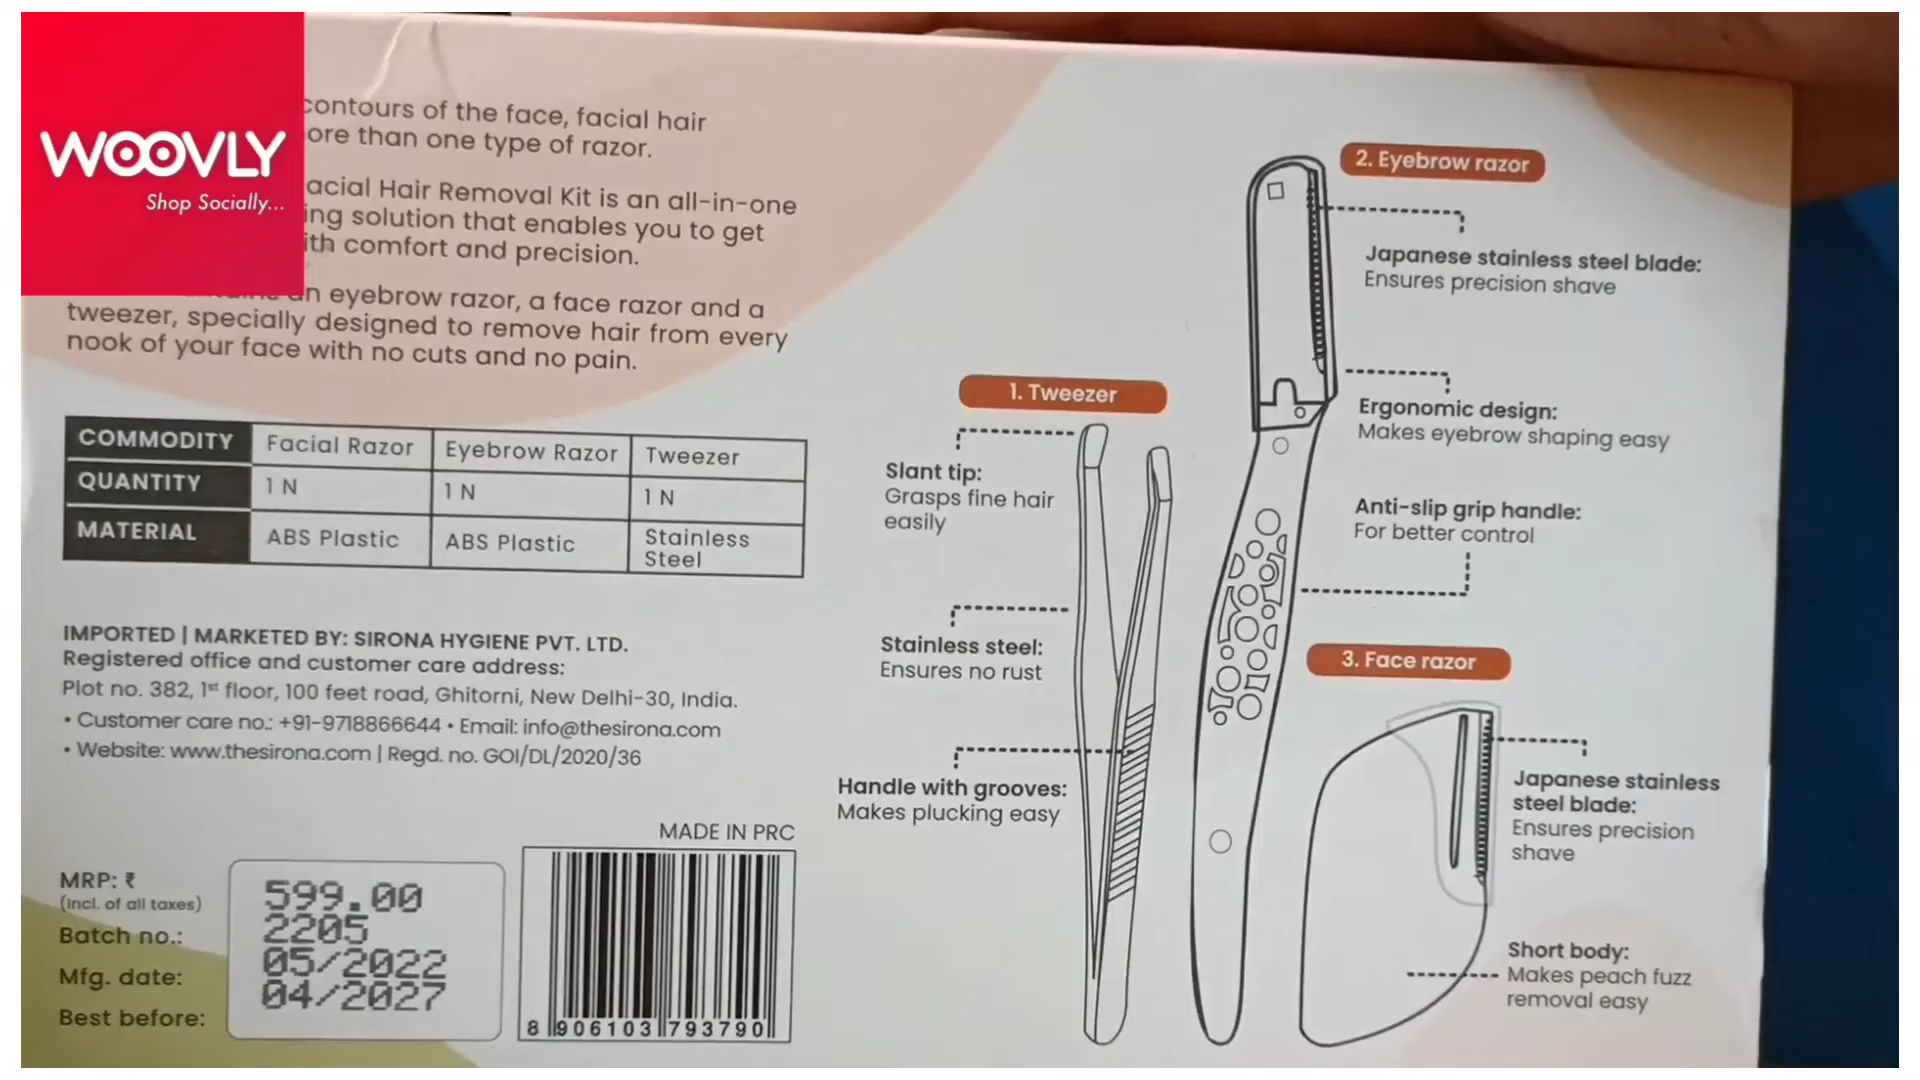 WOOVLY
Shop Socially...
contours of the face, facial hair
ore than one type of razor.
acial Hair Removal Kit is an all-in-one
ing solution that enables you to get
ith comfort and precision.
an eyebrow razor, a face razor and a
tweezer, specially designed to remove hair from every
nook of your face with no cuts and no pain.
COMMODITY Facial Razor Eyebrow Razor Tweezer
QUANTITY 1 N 1 N 1 N
MATERIAL ABS Plastic ABS Plastic Stainless
Steel
IMPORTED | MARKETED BY: SIRONA HYGIENE PVT. LTD.
Registered office and customer care address:
Plot no. 382, 1st floor, 100 feet road, Ghitorni, New Delhi-30, India.
• Customer care no.: +91-9718866644 • Email: info@thesirona.com
• Website: www.thesirona.com | Regd. no. GOI/DL/2020/36
MADE IN PRC
MRP: ₹ 599.00
(Incl. of all taxes)
Batch no.: 2205
Mfg. date: 05/2022
Best before: 04/2027
8 906103 793790
1. Tweezer
Slant tip:
Grasps fine hair
easily
Stainless steel:
Ensures no rust
Handle with grooves:
Makes plucking easy
2. Eyebrow razor
Japanese stainless steel blade:
Ensures precision shave
Ergonomic design:
Makes eyebrow shaping easy
Anti-slip grip handle:
For better control
3. Face razor
Japanese stainless
steel blade:
Ensures precision
shave
Short body:
Makes peach fuzz
removal easy